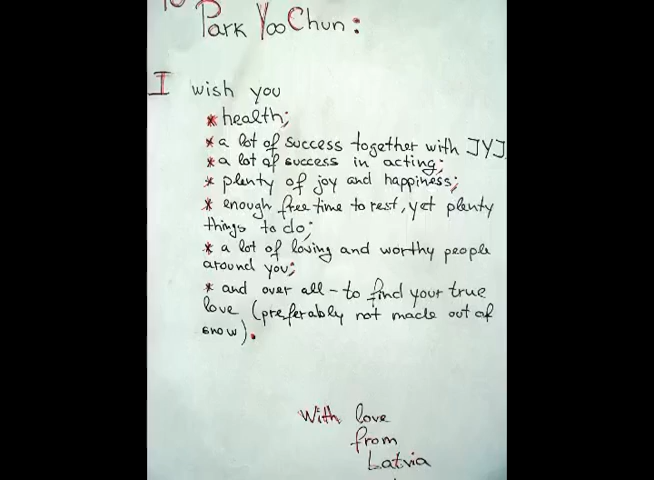 To
Park YooChun:
I wish you
* health;
* a lot of success together with JYJ
* a lot of success in acting;
* plenty of joy and happiness;
* enough free time to rest, yet plenty
things to do;
* a lot of loving and worthy people
around you;
* and over all - to find your true
love (preferably not made out of
snow).
With love
from
Latvia